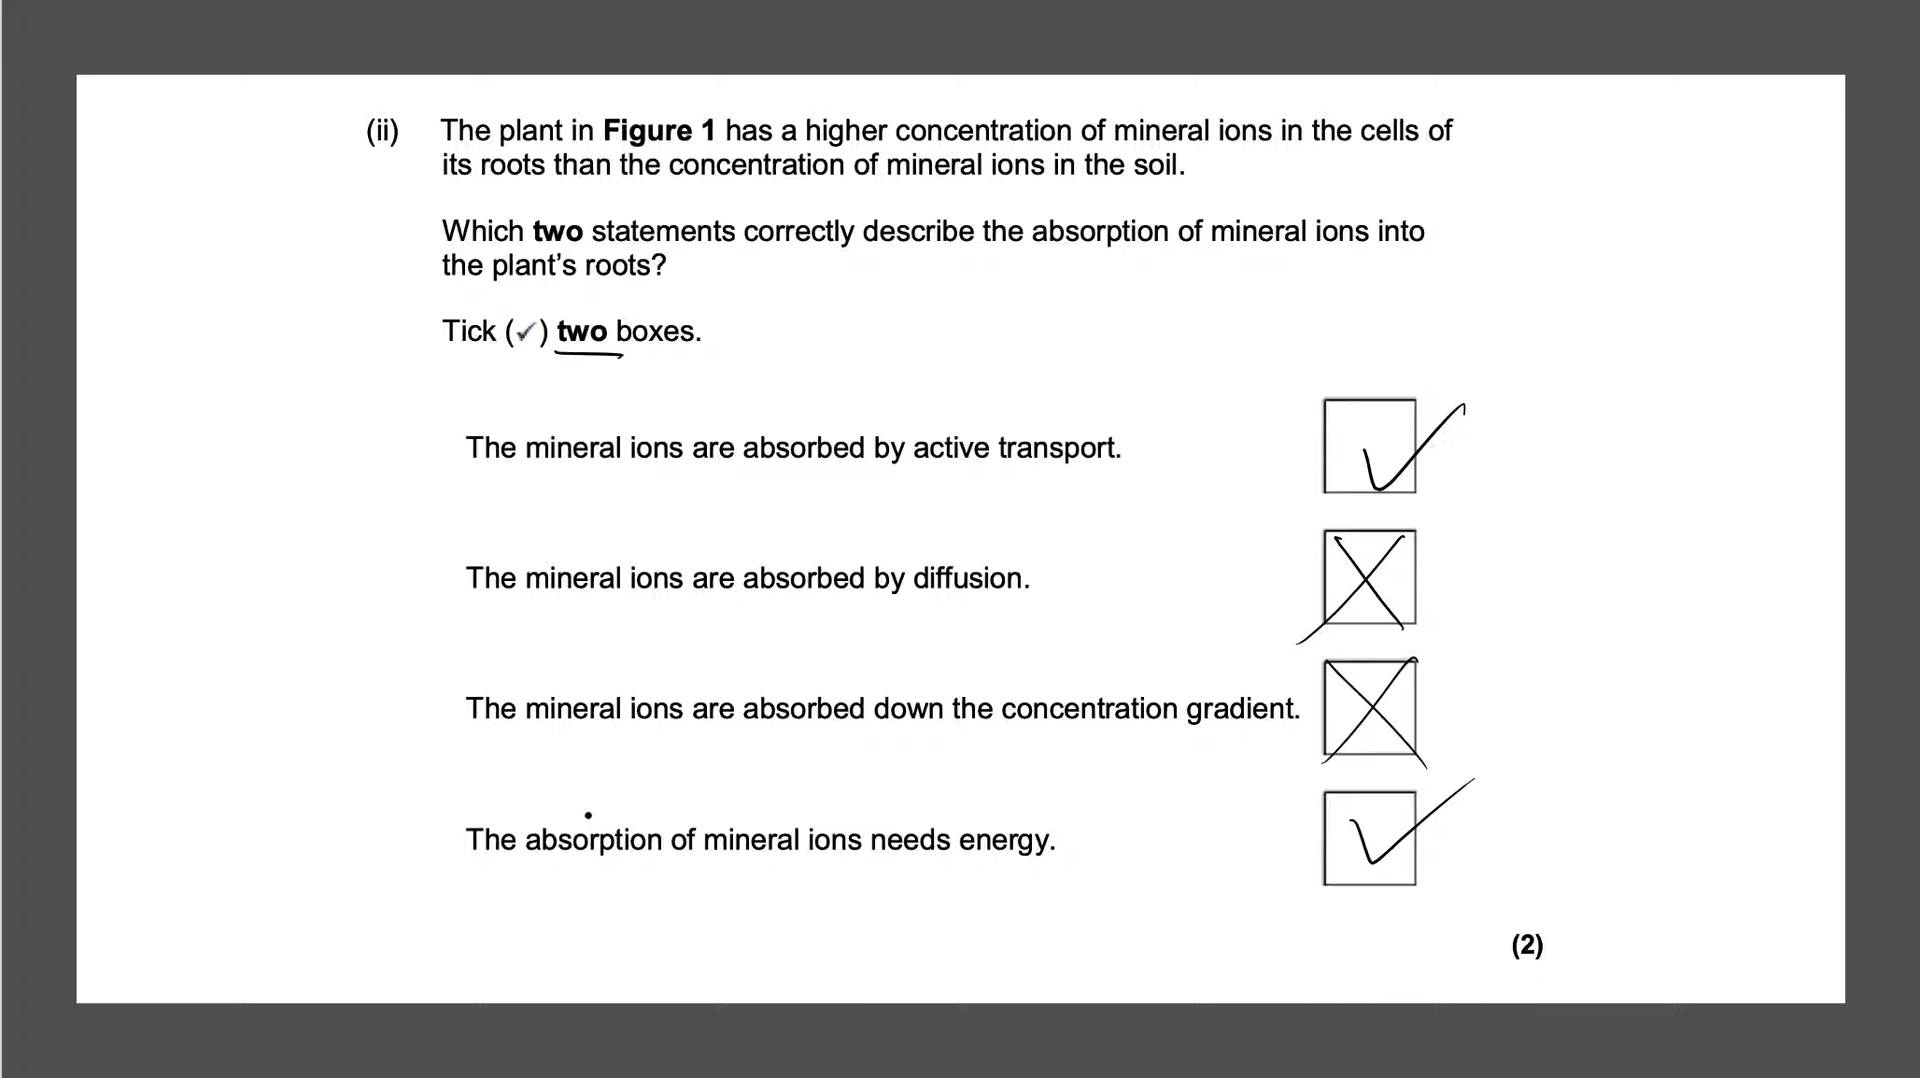 (ii) The plant in Figure 1 has a higher concentration of mineral ions in the cells of
its roots than the concentration of mineral ions in the soil.
Which two statements correctly describe the absorption of mineral ions into
the plant's roots?
Tick (✓) two boxes.
The mineral ions are absorbed by active transport.
The mineral ions are absorbed by diffusion.
The mineral ions are absorbed down the concentration gradient.
The absorption of mineral ions needs energy.
(2)